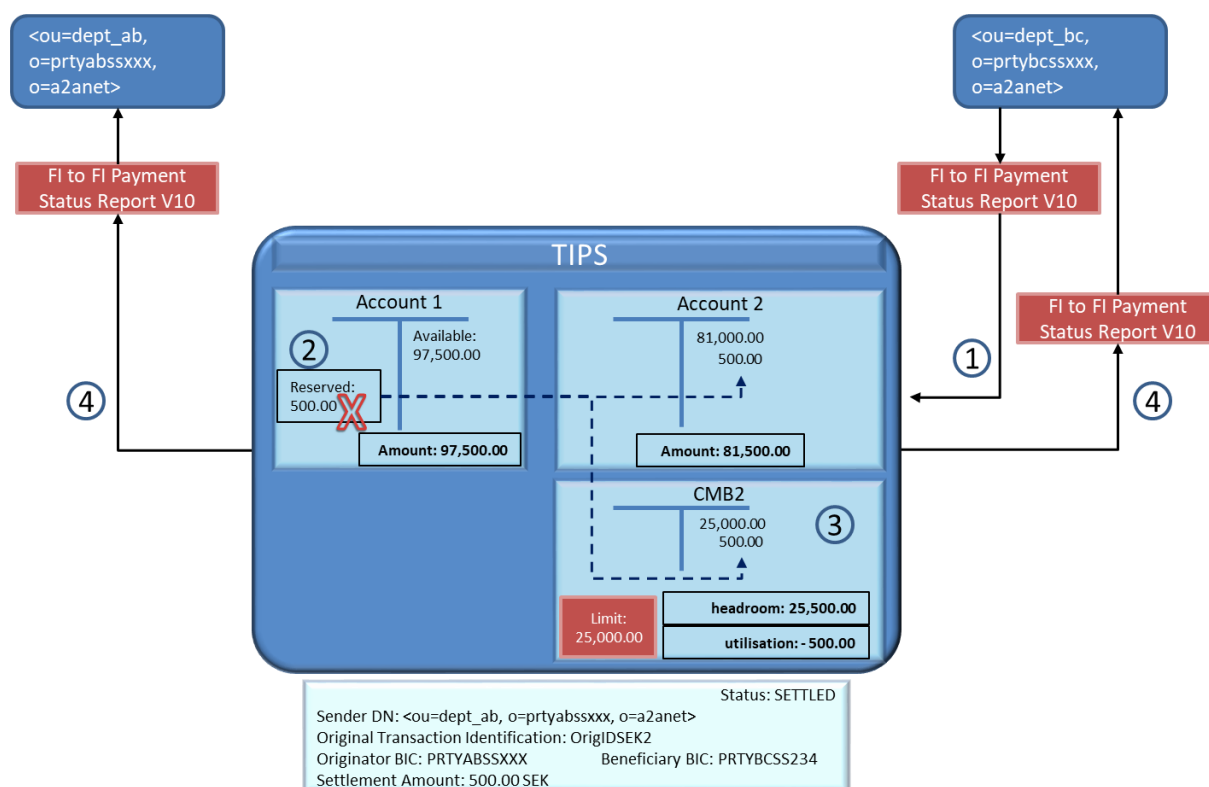 <ou=dept_ab,
o=prtyabssxxx,
o=a2anet>
<ou=dept_bc,
o=prtybcssxxx,
o=a2anet>
FI to FI Payment
Status Report V10
FI to FI Payment
Status Report V10
FI to FI Payment
Status Report V10
TIPS
Account 1
Available:
97,500.00
2
Reserved:
500.00
X
Amount: 97,500.00
Account 2
81,000.00
500.00
Amount: 81,500.00
1
4
4
CMB2
25,000.00
500.00
3
Limit:
25,000.00
headroom: 25,500.00
utilisation: - 500.00
Status: SETTLED
Sender DN: <ou=dept_ab, o=prtyabssxxx, o=a2anet>
Original Transaction Identification: OrigIDSEK2
Originator BIC: PRTYABSSXXX Beneficiary BIC: PRTYBCSS234
Settlement Amount: 500.00 SEK